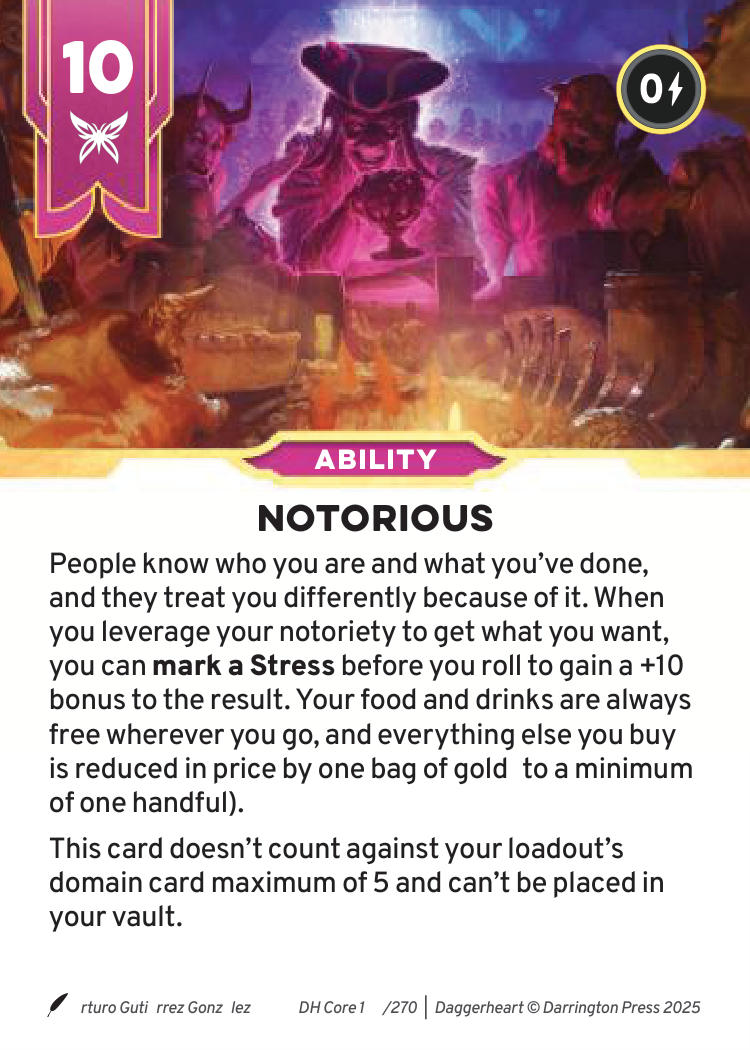 10
0
ABILITY
NOTORIOUS
People know who you are and what you’ve done,
and they treat you differently because of it. When
you leverage your notoriety to get what you want,
you can mark a Stress before you roll to gain a +10
bonus to the result. Your food and drinks are always
free wherever you go, and everything else you buy
is reduced in price by one bag of gold to a minimum
of one handful).
This card doesn’t count against your loadout’s
domain card maximum of 5 and can’t be placed in
your vault.
rturo Guti rrez Gonz lez DH Core 1 /270 | Daggerheart © Darrington Press 2025